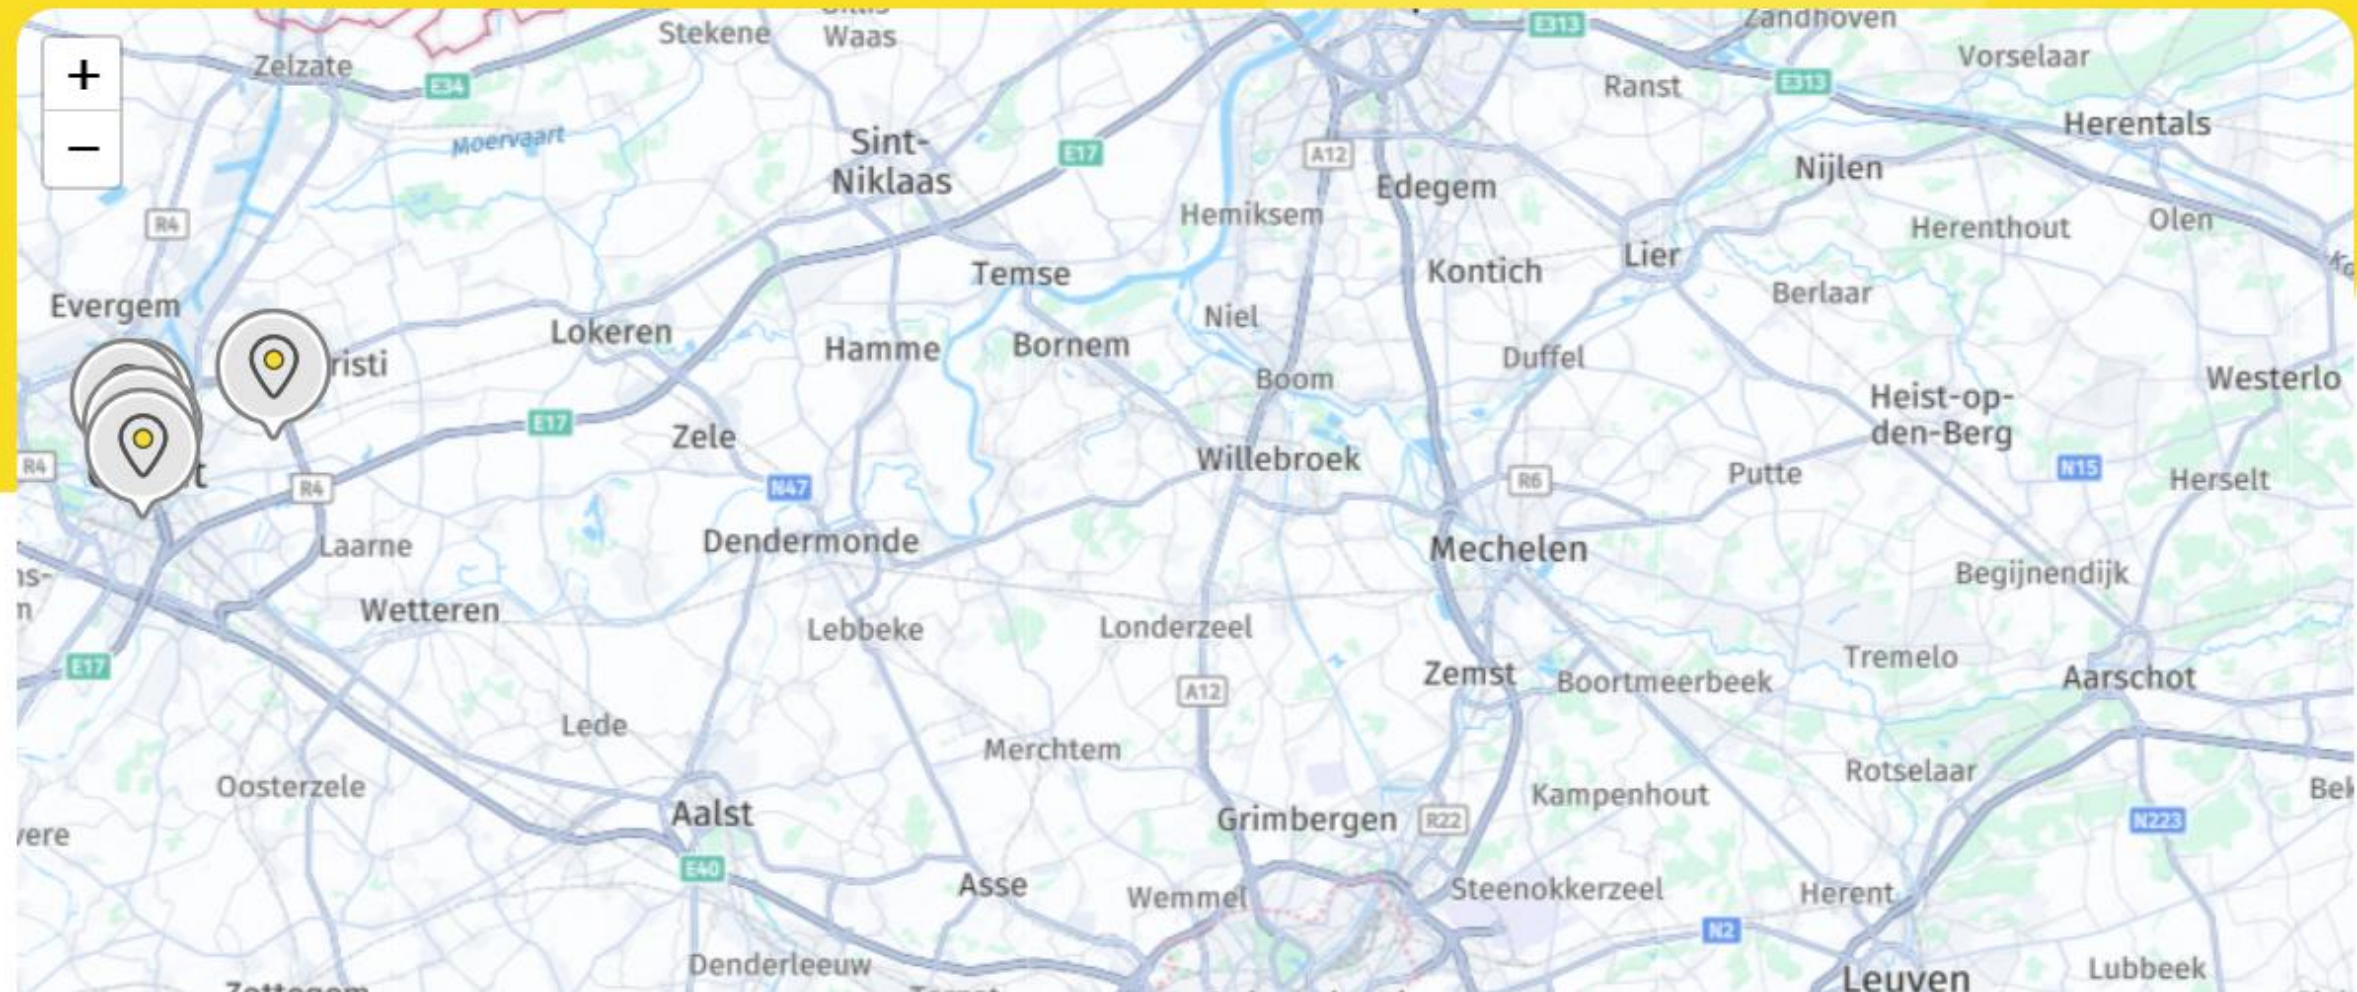 Zandhoven
E313
Stekene
Waas
Vorselaar
Zelzate
+
E34
Ranst
E313
Herentals
Moervaart
Sint-
Niklaas
E17
A12
−
Nijlen
Edegem
Hemiksem
R4
Olen
Herenthout
Lier
Kontich
Temse
Berlaar
Evergem
Niel
Lokeren
Hamme
Bornem
Duffel
risti
Boom
Westerlo
Heist-op-
den-Berg
E17
Zele
Willebroek
R4
N15
Putte
R6
Herselt
t
R4
N47
Dendermonde
Laarne
Mechelen
Begijnendijk
ns-
m
Wetteren
Lebbeke
Londerzeel
Tremelo
E17
Zemst
Boortmeerbeek
Aarschot
A12
Lede
Merchtem
Rotselaar
Oosterzele
Kampenhout
Bek
Aalst
Grimbergen
R22
N223
vere
E40
Asse
Wemmel
Steenokkerzeel
Herent
N2
Denderleeuw
Lubbeek
Leuven
Zottegem